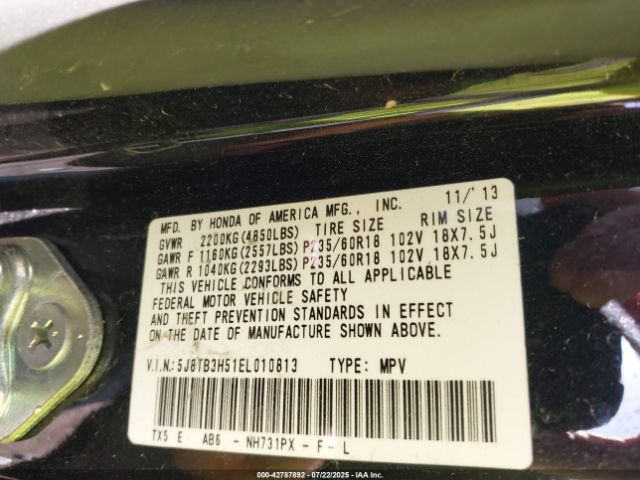 MFD. BY HONDA OF AMERICA MFG., INC. 11/'13
GVWR 2200KG(4850LBS) TIRE SIZE RIM SIZE
GAWR F 1160KG(2557LBS)P235/60R18 102V 18X7.5J
GAWR R 1040KG(2293LBS)P235/60R18 102V 18X7.5J
THIS VEHICLE CONFORMS TO ALL APPLICABLE
FEDERAL MOTOR VEHICLE SAFETY
AND THEFT PREVENTION STANDARDS IN EFFECT
ON THE DATE OF MANUFACTURE SHOWN ABOVE.
V.I.N.: 5J8TB3H51EL010813 TYPE: MPV
TX5 E AB6 - NH731PX - F - L
000-42787892 - 07/22/2025 - IAAI.COM